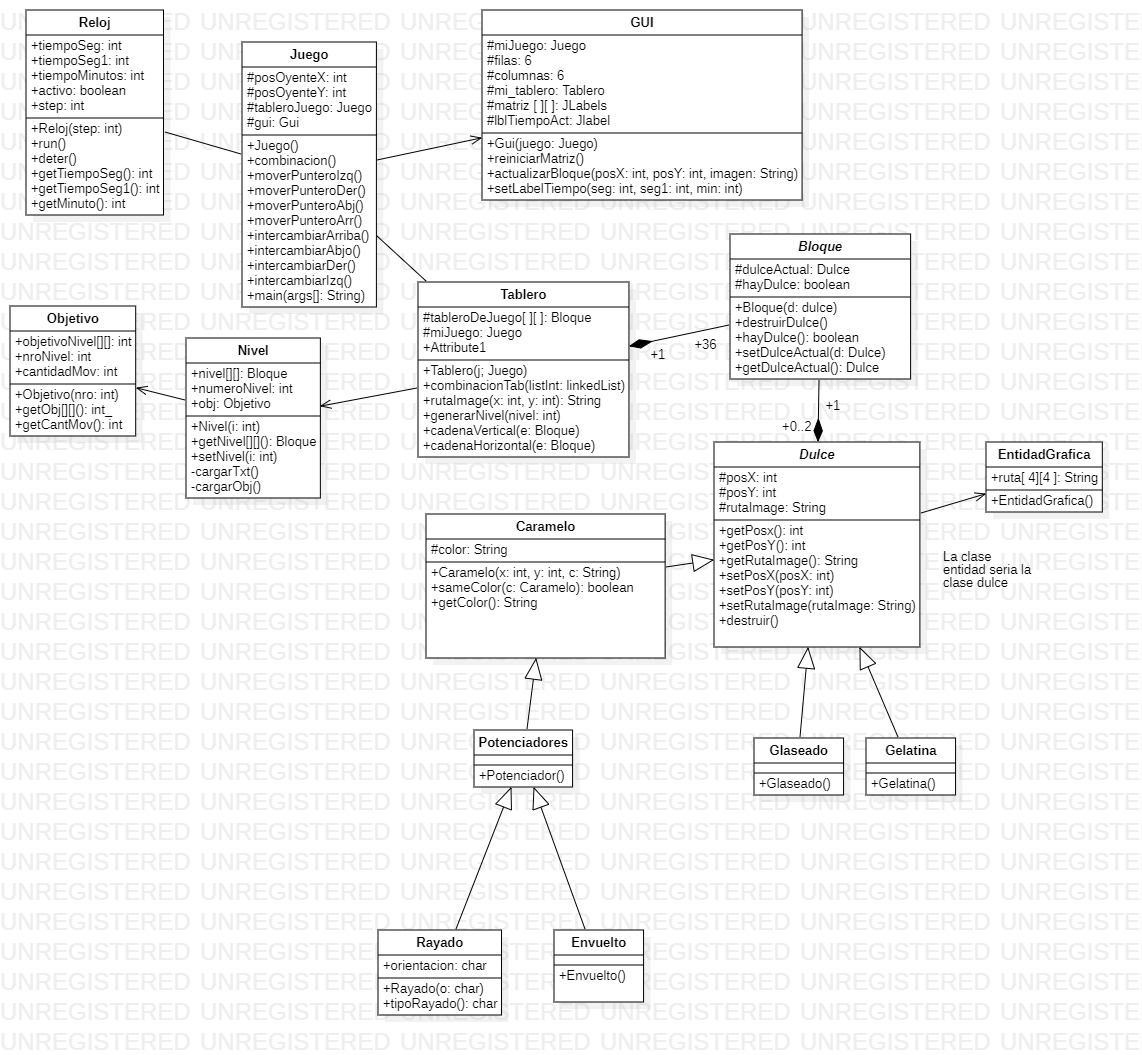 Reloj
+tiempoSeg: int
+tiempoSeg1: int
+tiempoMinutos: int
+activo: boolean
+step: int
+Reloj(step: int)
+run()
+deter()
+getTiempoSeg(): int
+getTiempoSeg1(): int
+getMinuto(): int
Juego
#posOyenteX: int
#posOyenteY: int
#tableroJuego: Juego
#gui: Gui
+Juego()
+combinacion()
+moverPunteroIzq()
+moverPunteroDer()
+moverPunteroAbj()
+moverPunteroArr()
+intercambiarArriba()
+intercambiarAbjo()
+intercambiarDer()
+intercambiarIzq()
+main(args[]: String)
GUI
#miJuego: Juego
#filas: 6
#columnas: 6
#mi_tablero: Tablero
#matriz [ ][ ]: JLabels
#lblTiempoAct: Jlabel
+Gui(juego: Juego)
+reiniciarMatriz()
+actualizarBloque(posX: int, posY: int, imagen: String)
+setLabelTiempo(seg: int, seg1: int, min: int)
Bloque
#dulceActual: Dulce
#hayDulce: boolean
+Bloque(d: dulce)
+destruirDulce()
+hayDulce(): boolean
+setDulceActual(d: Dulce)
+getDulceActual(): Dulce
Tablero
#tableroDeJuego[ ][ ]: Bloque
#miJuego: Juego
+Attribute1
+Tablero(j: Juego)
+combinacionTab(listInt: linkedList)
+rutaImage(x: int, y: int): String
+generarNivel(nivel: int)
+cadenaVertical(e: Bloque)
+cadenaHorizontal(e: Bloque)
+1
+36
Objetivo
+objetivoNivel[][]: int
+nroNivel: int
+cantidadMov: int
+Objetivo(nro: int)
+getObj[][](): int_
+getCantMov(): int
Nivel
+nivel[][]: Bloque
+numeroNivel: int
+obj: Objetivo
+Nivel(i: int)
+getNivel[][](): Bloque
+setNivel(i: int)
-cargarTxt()
-cargarObj()
+1
+0..2
Dulce
#posX: int
#posY: int
#rutaImage: String
+getPosx(): int
+getPosY(): int
+getRutaImage(): String
+setPosX(posX: int)
+setPosY(posY: int)
+setRutaImage(rutaImage: String)
+destruir()
EntidadGrafica
+ruta[ 4][4 ]: String
+EntidadGrafica()
La clase
entidad seria la
clase dulce
Caramelo
#color: String
+Caramelo(x: int, y: int, c: String)
+sameColor(c: Caramelo): boolean
+getColor(): String
Potenciadores
+Potenciador()
Glaseado
+Glaseado()
Gelatina
+Gelatina()
Rayado
+orientacion: char
+Rayado(o: char)
+tipoRayado(): char
Envuelto
+Envuelto()